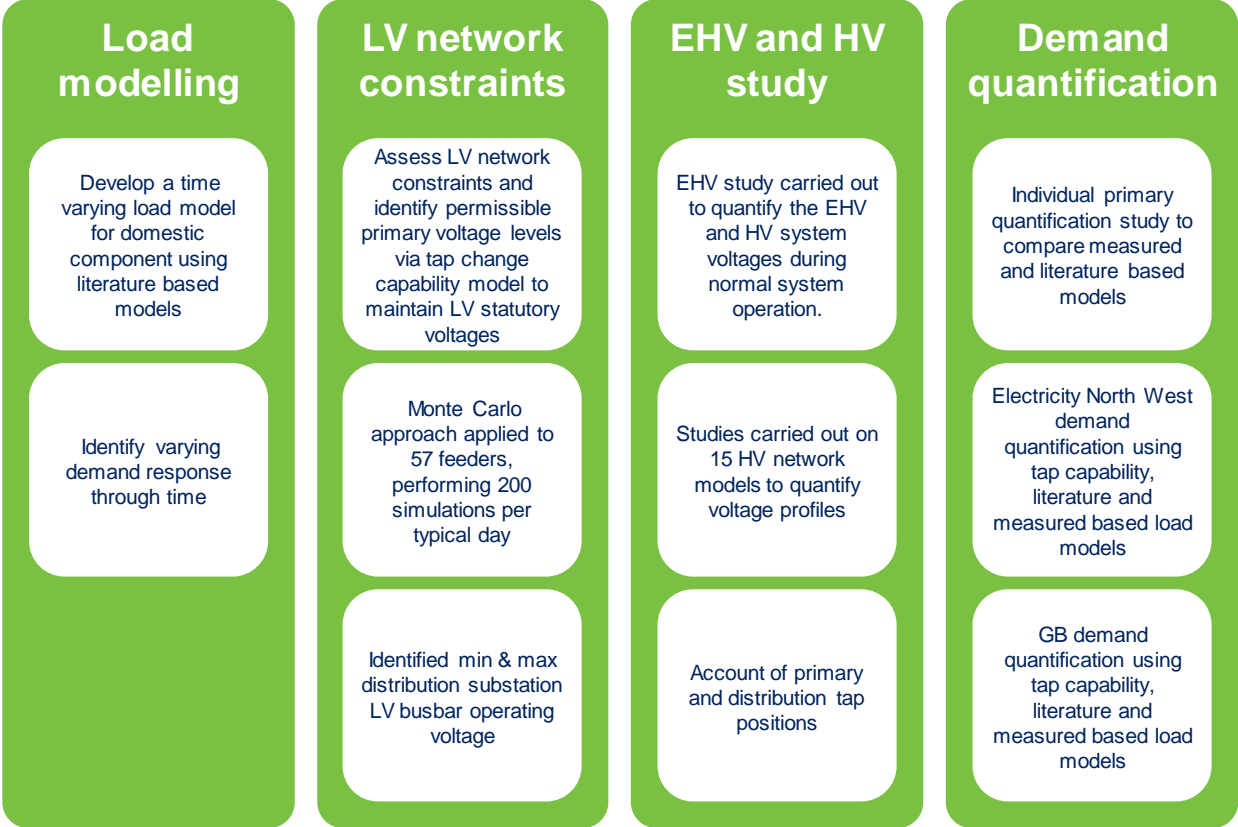 Load
modelling
Develop a time
varying load model
for domestic
component using
literature based
models
Identify varying
demand response
through time
LV network
constraints
Assess LV network
constraints and
identify permissible
primary voltage levels
via tap change
capability model to
maintain LV statutory
voltages
Monte Carlo
approach applied to
57 feeders,
performing 200
simulations per
typical day
Identified min & max
distribution substation
LV busbar operating
voltage
EHV and HV
study
EHV study carried out
to quantify the EHV
and HV system
voltages during
normal system
operation.
Studies carried out on
15 HV network
models to quantify
voltage profiles
Account of primary
and distribution tap
positions
Demand
quantification
Individual primary
quantification study to
compare measured
and literature based
models
Electricity North West
demand
quantification using
tap capability,
literature and
measured based load
models
GB demand
quantification using
tap capability,
literature and
measured based load
models